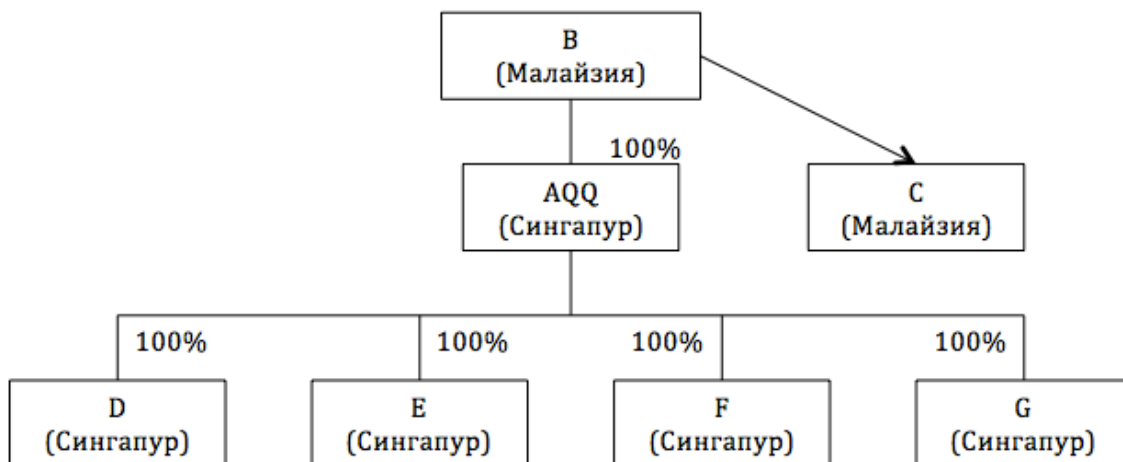 B
(Малайзия)
100%
AQQ
(Сингапур)
C
(Малайзия)
100%
100%
100%
100%
D
(Сингапур)
E
(Сингапур)
F
(Сингапур)
G
(Сингапур)